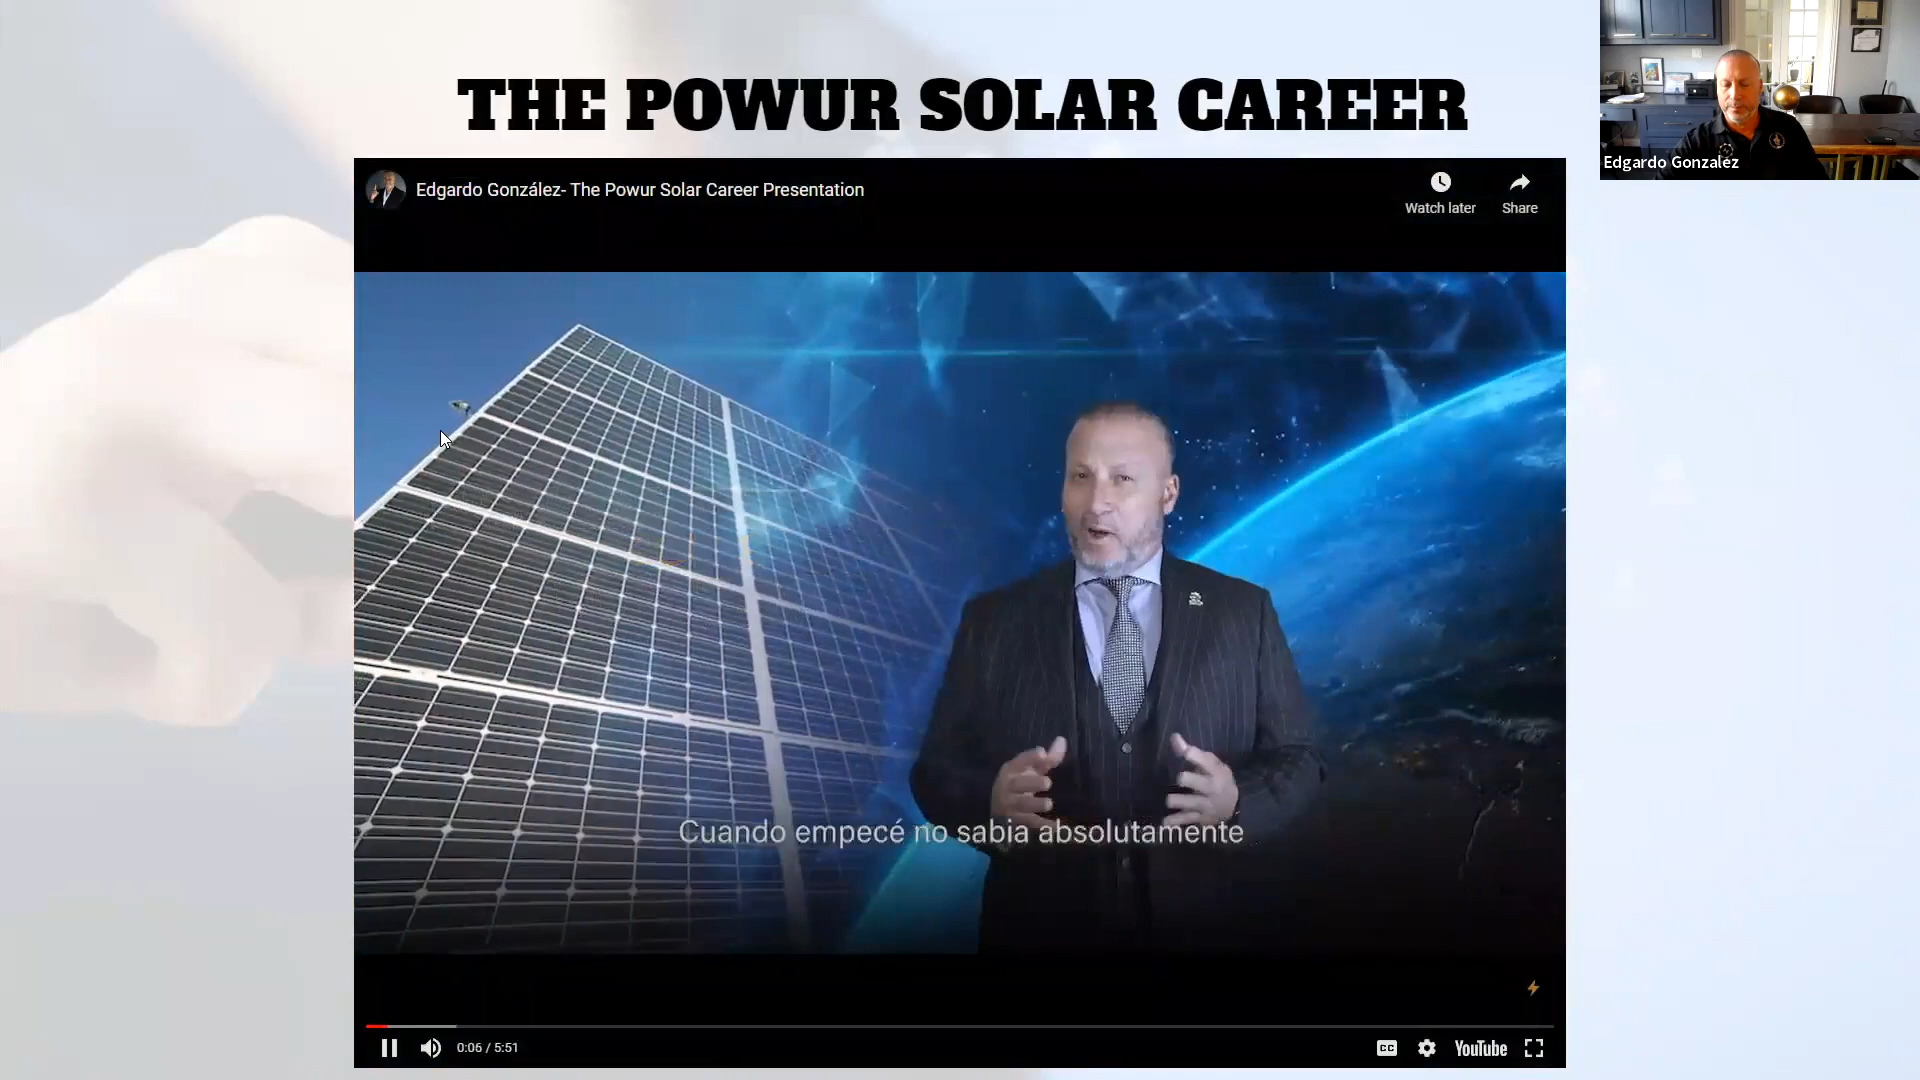 THE POWUR SOLAR CAREER
Edgardo Gonzalez
Edgardo González- The Powur Solar Career Presentation
Watch later
Share
Cuando empecé no sabia absolutamente
0:06 / 5:51
CC
YouTube